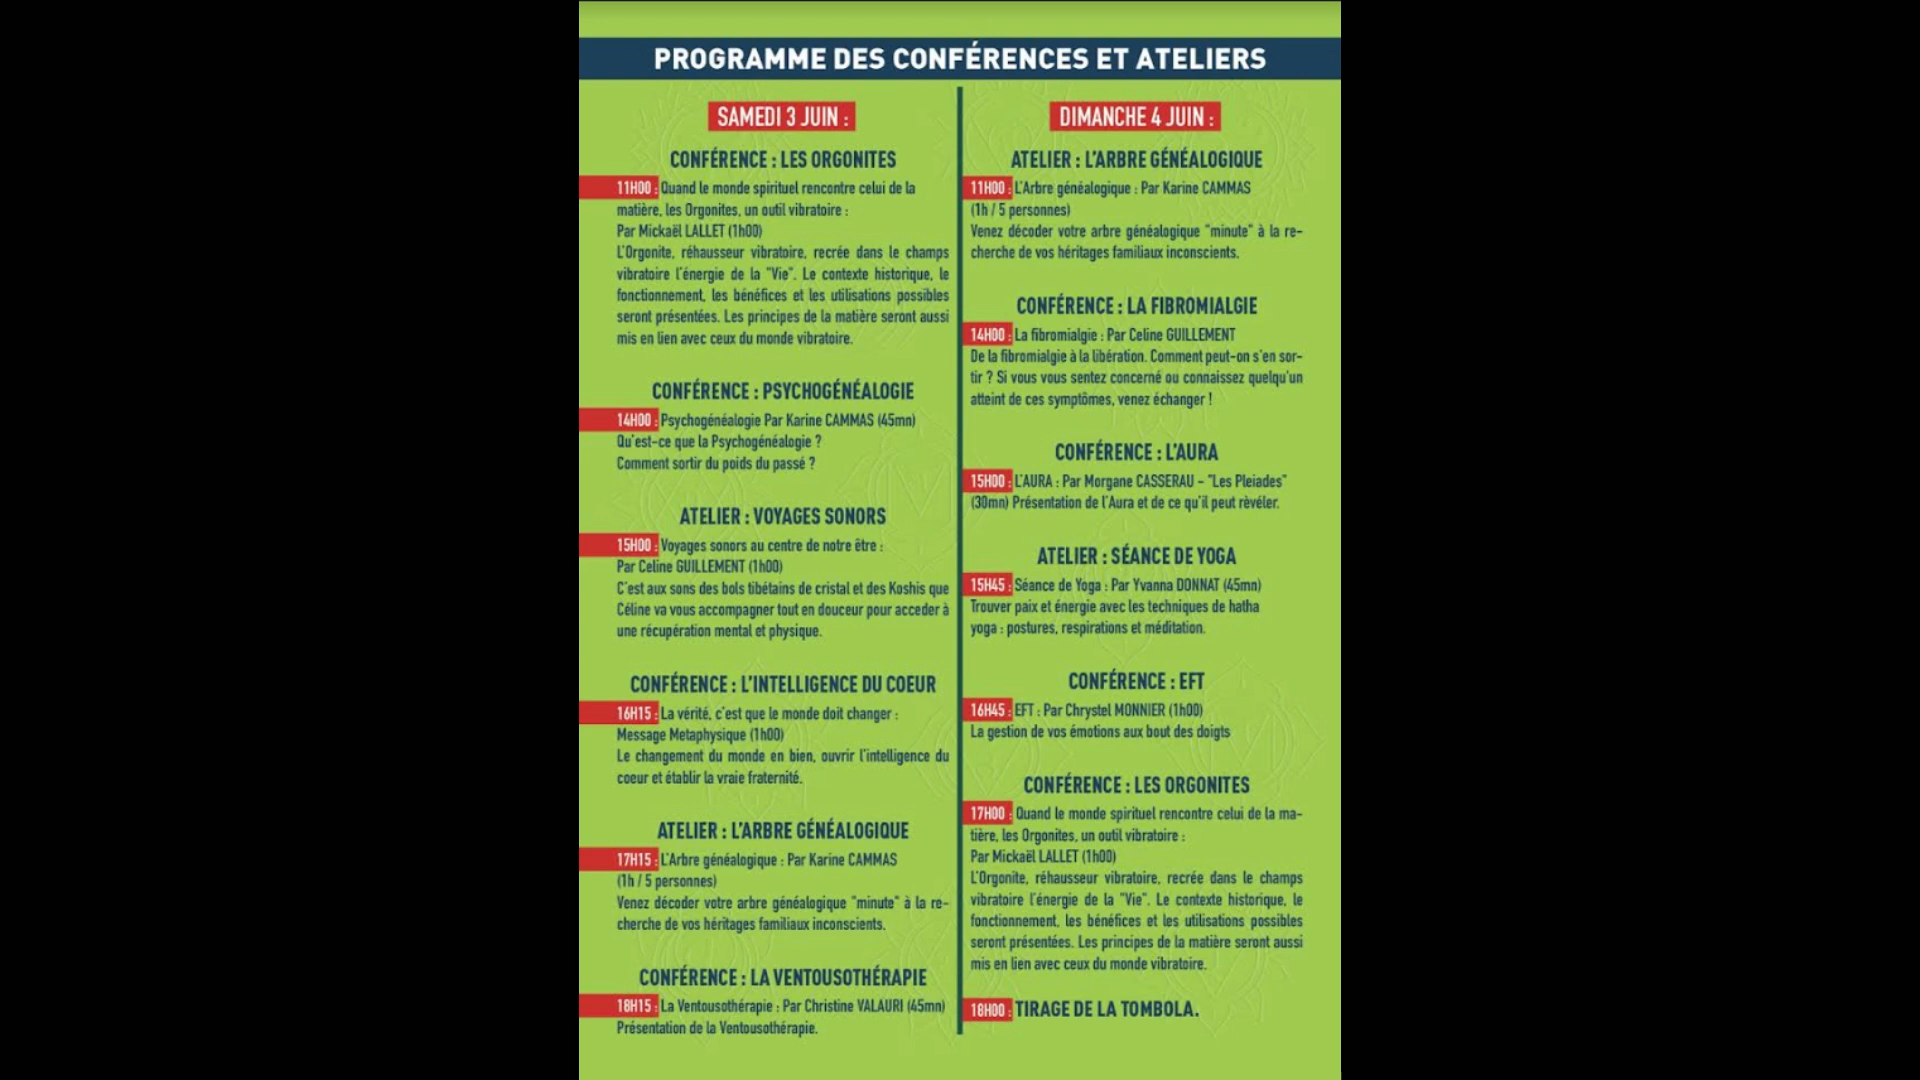 PROGRAMME DES CONFÉRENCES ET ATELIERS
SAMEDI 3 JUIN :
CONFÉRENCE : LES ORGONITES
11H00 : Quand le monde spirituel rencontre celui de la
matière, les Orgonites, un outil vibratoire :
Par Mickaël LALLET (1h00)
L'Orgonite, réhausseur vibratoire, recrée dans le champs
vibratoire l'énergie de la "Vie". Le contexte historique, le
fonctionnement, les bénéfices et les utilisations possibles
seront présentées. Les principes de la matière seront aussi
mis en lien avec ceux du monde vibratoire.
CONFÉRENCE : PSYCHOGÉNÉALOGIE
14H00 : Psychogénéalogie Par Karine CAMMAS (45mn)
Qu'est-ce que la Psychogénéalogie ?
Comment sortir du poids du passé ?
ATELIER : VOYAGES SONORS
15H00 : Voyages sonors au centre de notre être :
Par Celine GUILLEMENT (1h00)
C'est aux sons des bols tibétains de cristal et des Koshis que
Céline va vous accompagner tout en douceur pour acceder à
une récupération mental et physique.
CONFÉRENCE : L'INTELLIGENCE DU COEUR
16H15 : La vérité, c'est que le monde doit changer :
Message Metaphysique (1h00)
Le changement du monde en bien, ouvrir l'intelligence du
coeur et établir la vraie fraternité.
ATELIER : L'ARBRE GÉNÉALOGIQUE
17H15 : L'Arbre généalogique : Par Karine CAMMAS
(1h / 5 personnes)
Venez décoder votre arbre généalogique "minute" à la re-
cherche de vos héritages familiaux inconscients.
CONFÉRENCE : LA VENTOUSOTHÉRAPIE
18H15 : La Ventousothérapie : Par Christine VALAURI (45mn)
Présentation de la Ventousothérapie.
DIMANCHE 4 JUIN :
ATELIER : L'ARBRE GÉNÉALOGIQUE
11H00 : L'Arbre généalogique : Par Karine CAMMAS
(1h / 5 personnes)
Venez décoder votre arbre généalogique "minute" à la re-
cherche de vos héritages familiaux inconscients.
CONFÉRENCE : LA FIBROMIALGIE
14H00 : La fibromialgie : Par Celine GUILLEMENT
De la fibromialgie à la libération. Comment peut-on s'en sor-
tir ? Si vous vous sentez concerné ou connaissez quelqu'un
atteint de ces symptômes, venez échanger !
CONFÉRENCE : L'AURA
15H00 : L'AURA : Par Morgane CASSERAU - "Les Pleiades"
(30mn) Présentation de l'Aura et de ce qu'il peut rèvéler.
ATELIER : SÉANCE DE YOGA
15H45 : Séance de Yoga : Par Yvanna DONNAT (45mn)
Trouver paix et énergie avec les techniques de hatha
yoga : postures, respirations et méditation.
CONFÉRENCE : EFT
16H45 : EFT : Par Chrystel MONNIER (1h00)
La gestion de vos émotions aux bout des doigts
CONFÉRENCE : LES ORGONITES
17H00 : Quand le monde spirituel rencontre celui de la ma-
tière, les Orgonites, un outil vibratoire :
Par Mickaël LALLET (1h00)
L'Orgonite, réhausseur vibratoire, recrée dans le champs
vibratoire l'énergie de la "Vie". Le contexte historique, le
fonctionnement, les bénéfices et les utilisations possibles
seront présentées. Les principes de la matière seront aussi
mis en lien avec ceux du monde vibratoire.
18H00 : TIRAGE DE LA TOMBOLA.